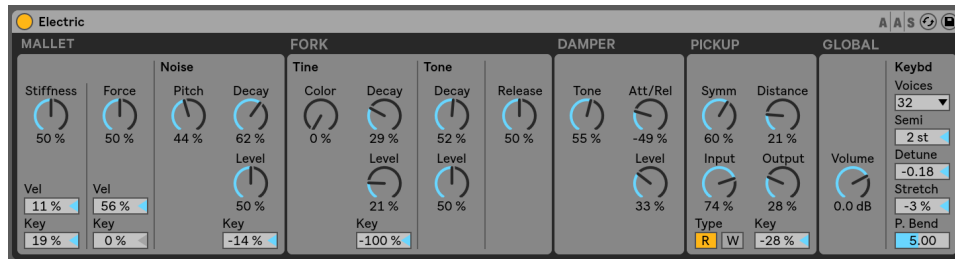 Electric
A A S
MALLET FORK DAMPER PICKUP GLOBAL
Noise Tine Tone Keybd
Voices
32
Stiffness Force Pitch Decay Color Decay Decay Release Tone Att/Rel Symm Distance
50 % 50 % 44 % 62 % 0 % 29 % 52 % 50 % 55 % -49 % 60 % 21 %
Semi
2 st
Level Level Level Level Input Output Volume
50 % 21 % 50 % 33 % 74 % 28 % 0.0 dB
Detune
-0.18
Vel Vel Stretch
11 % 56 % -3 %
Key Key Key Key Type Key P. Bend
19 % 0 % -14 % -100 % R W -28 % 5.00